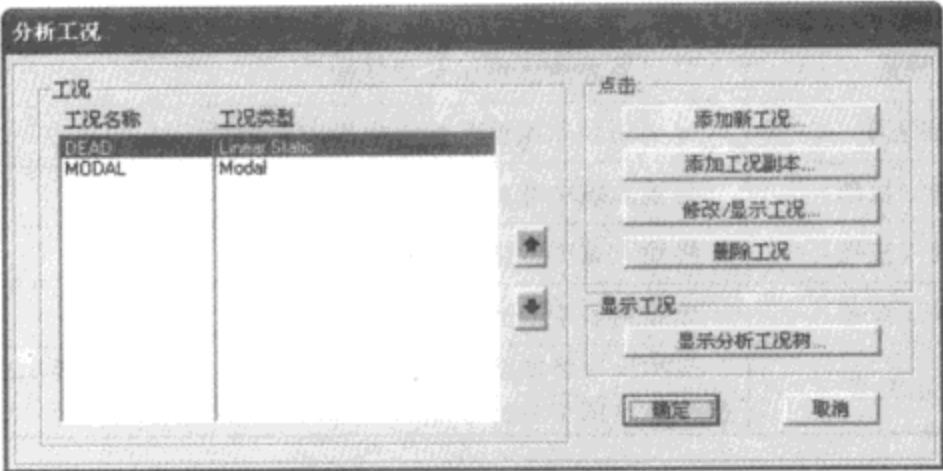 分析工况
工况
工况名称 工况类型
DEAD Linear Static
MODAL Modal
点击:
添加新工况...
添加工况副本...
修改/显示工况...
删除工况
显示工况
显示分析工况树...
确定 取消